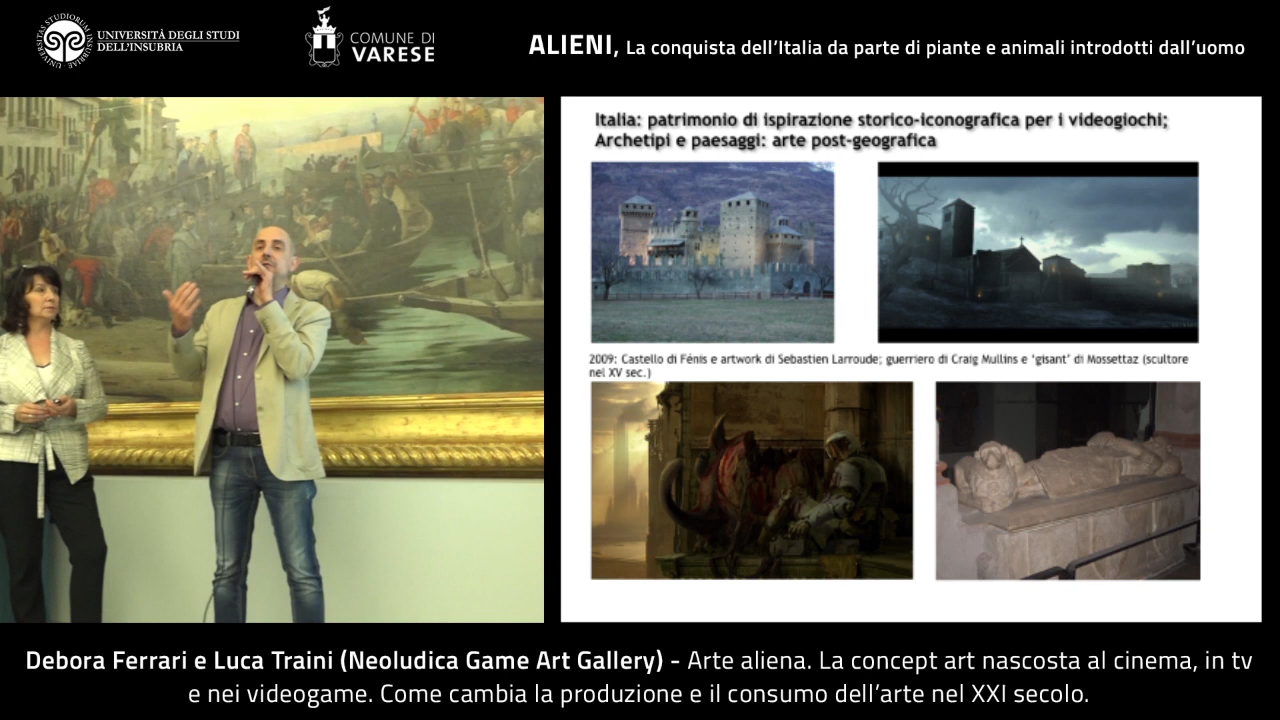 UNIVERSITÀ DEGLI STUDI
DELL'INSUBRIA
COMUNE DI
VARESE
ALIENI, La conquista dell'Italia da parte di piante e animali introdotti dall'uomo
Italia: patrimonio di ispirazione storico-iconografica per i videogiochi;
Archetipi e paesaggi: arte post-geografica
2009: Castello di Fénis e artwork di Sebastien Larroude; guerriero di Craig Mullins e 'gisant' di Mossettaz (scultore
nel XV sec.)
Debora Ferrari e Luca Traini (Neoludica Game Art Gallery) - Arte aliena. La concept art nascosta al cinema, in tv
e nei videogame. Come cambia la produzione e il consumo dell'arte nel XXI secolo.